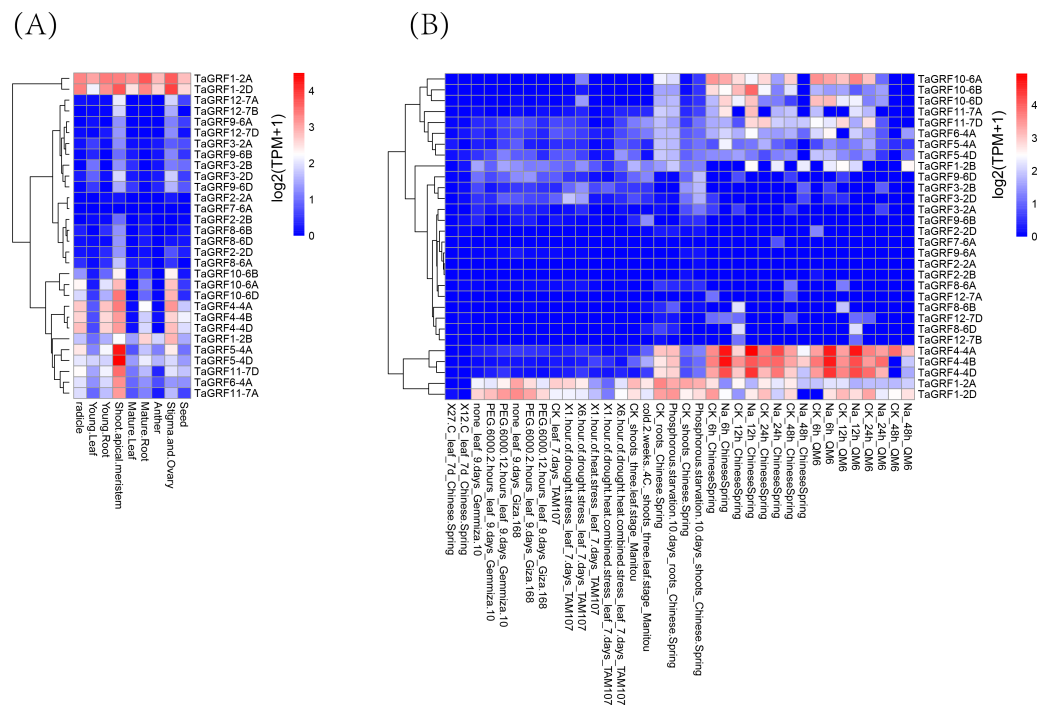 (A)
TaGRF1-2A
TaGRF1-2D
TaGRF12-7A
TaGRF12-7B
TaGRF9-6A
TaGRF12-7D
TaGRF3-2A
TaGRF9-6B
TaGRF3-2B
TaGRF3-2D
TaGRF9-6D
TaGRF2-2A
TaGRF7-6A
TaGRF2-2B
TaGRF8-6B
TaGRF8-6D
TaGRF2-2D
TaGRF8-6A
TaGRF10-6B
TaGRF10-6A
TaGRF10-6D
TaGRF4-4A
TaGRF4-4B
TaGRF4-4D
TaGRF1-2B
TaGRF5-4A
TaGRF5-4D
TaGRF11-7D
TaGRF6-4A
TaGRF11-7A
radicle
Young.Leaf
Young.Root
Shoot.apical.meristem
Mature.Leaf
Mature.Root
Anther
Stigma.and.Ovary
Seed
4
3
2
1
0
log2(TPM+1)
(B)
TaGRF10-6A
TaGRF10-6B
TaGRF10-6D
TaGRF11-7A
TaGRF11-7D
TaGRF6-4A
TaGRF5-4A
TaGRF5-4D
TaGRF1-2B
TaGRF9-6D
TaGRF3-2B
TaGRF3-2D
TaGRF3-2A
TaGRF9-6B
TaGRF2-2D
TaGRF7-6A
TaGRF9-6A
TaGRF2-2A
TaGRF2-2B
TaGRF8-6A
TaGRF12-7A
TaGRF8-6B
TaGRF12-7D
TaGRF8-6D
TaGRF12-7B
TaGRF4-4A
TaGRF4-4B
TaGRF4-4D
TaGRF1-2A
TaGRF1-2D
X27.C_leaf_7d_Chinese.Spring
X12.C_leaf_7d_Chinese.Spring
none_leaf_9.days_Gemmiza.10
PEG.6000.2.hours_leaf_9.days_Gemmiza.10
PEG.6000.12.hours_leaf_9.days_Gemmiza.10
none_leaf_9.days_Giza.168
PEG.6000.2.hours_leaf_9.days_Giza.168
PEG.6000.12.hours_leaf_9.days_Giza.168
CK_leaf_7.days_TAM107
X1.hour.of.drought.stress_leaf_7.days_TAM107
X6.hour.of.drought.stress_leaf_7.days_TAM107
X1.hour.of.heat.stress_leaf_7.days_TAM107
X1.hour.of.drought.heat.combined.stress_leaf_7.days_TAM107
X6.hour.of.drought.heat.combined.stress_leaf_7.days_TAM107
CK_shoots_three.leaf.stage_Manitou
cold.2.weeks..4C._shoots_three.leaf.stage_Manitou
CK_roots_Chinese.Spring
Phosphorous.starvation.10.days_roots_Chinese.Spring
CK_shoots_Chinese.Spring
Phosphorous.starvation.10.days_shoots_Chinese.Spring
CK_6h_ChineseSpring
Na_6h_ChineseSpring
CK_12h_ChineseSpring
Na_12h_ChineseSpring
CK_24h_ChineseSpring
Na_24h_ChineseSpring
CK_48h_ChineseSpring
Na_48h_ChineseSpring
CK_6h_QM6
Na_6h_QM6
CK_12h_QM6
Na_12h_QM6
CK_24h_QM6
Na_24h_QM6
CK_48h_QM6
Na_48h_QM6
4
3
2
1
0
log2(TPM+1)